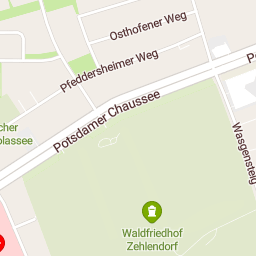 Osthofener Weg
Pfeddersheimer Weg
Potsdamer Chaussee
Wasgensteig
Waldfriedhof
Zehlendorf